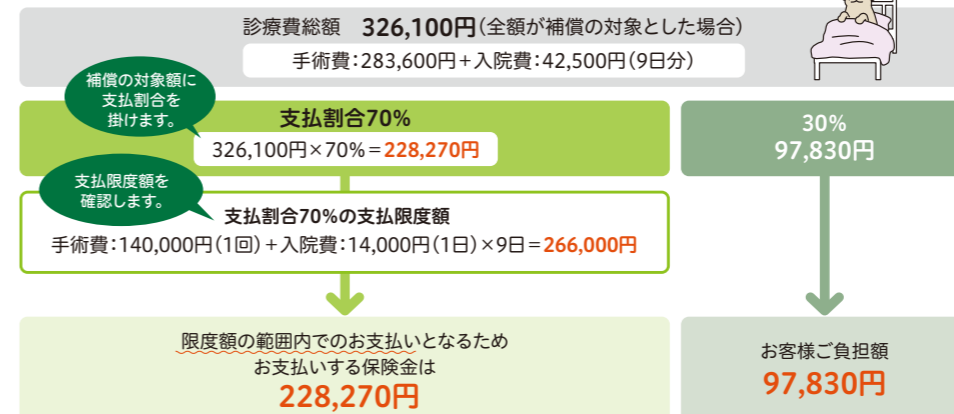 診療費総額 326,100円(全額が補償の対象とした場合)
手術費:283,600円+入院費:42,500円(9日分)
補償の対象額に
支払割合を
掛けます。
支払割合70%
326,100円×70%=228,270円
30%
97,830円
支払限度額を
確認します。
支払割合70%の支払限度額
手術費:140,000円(1回)+入院費:14,000円(1日)×9日=266,000円
限度額の範囲内でのお支払いとなるため
お支払いする保険金は
228,270円
お客様ご負担額
97,830円